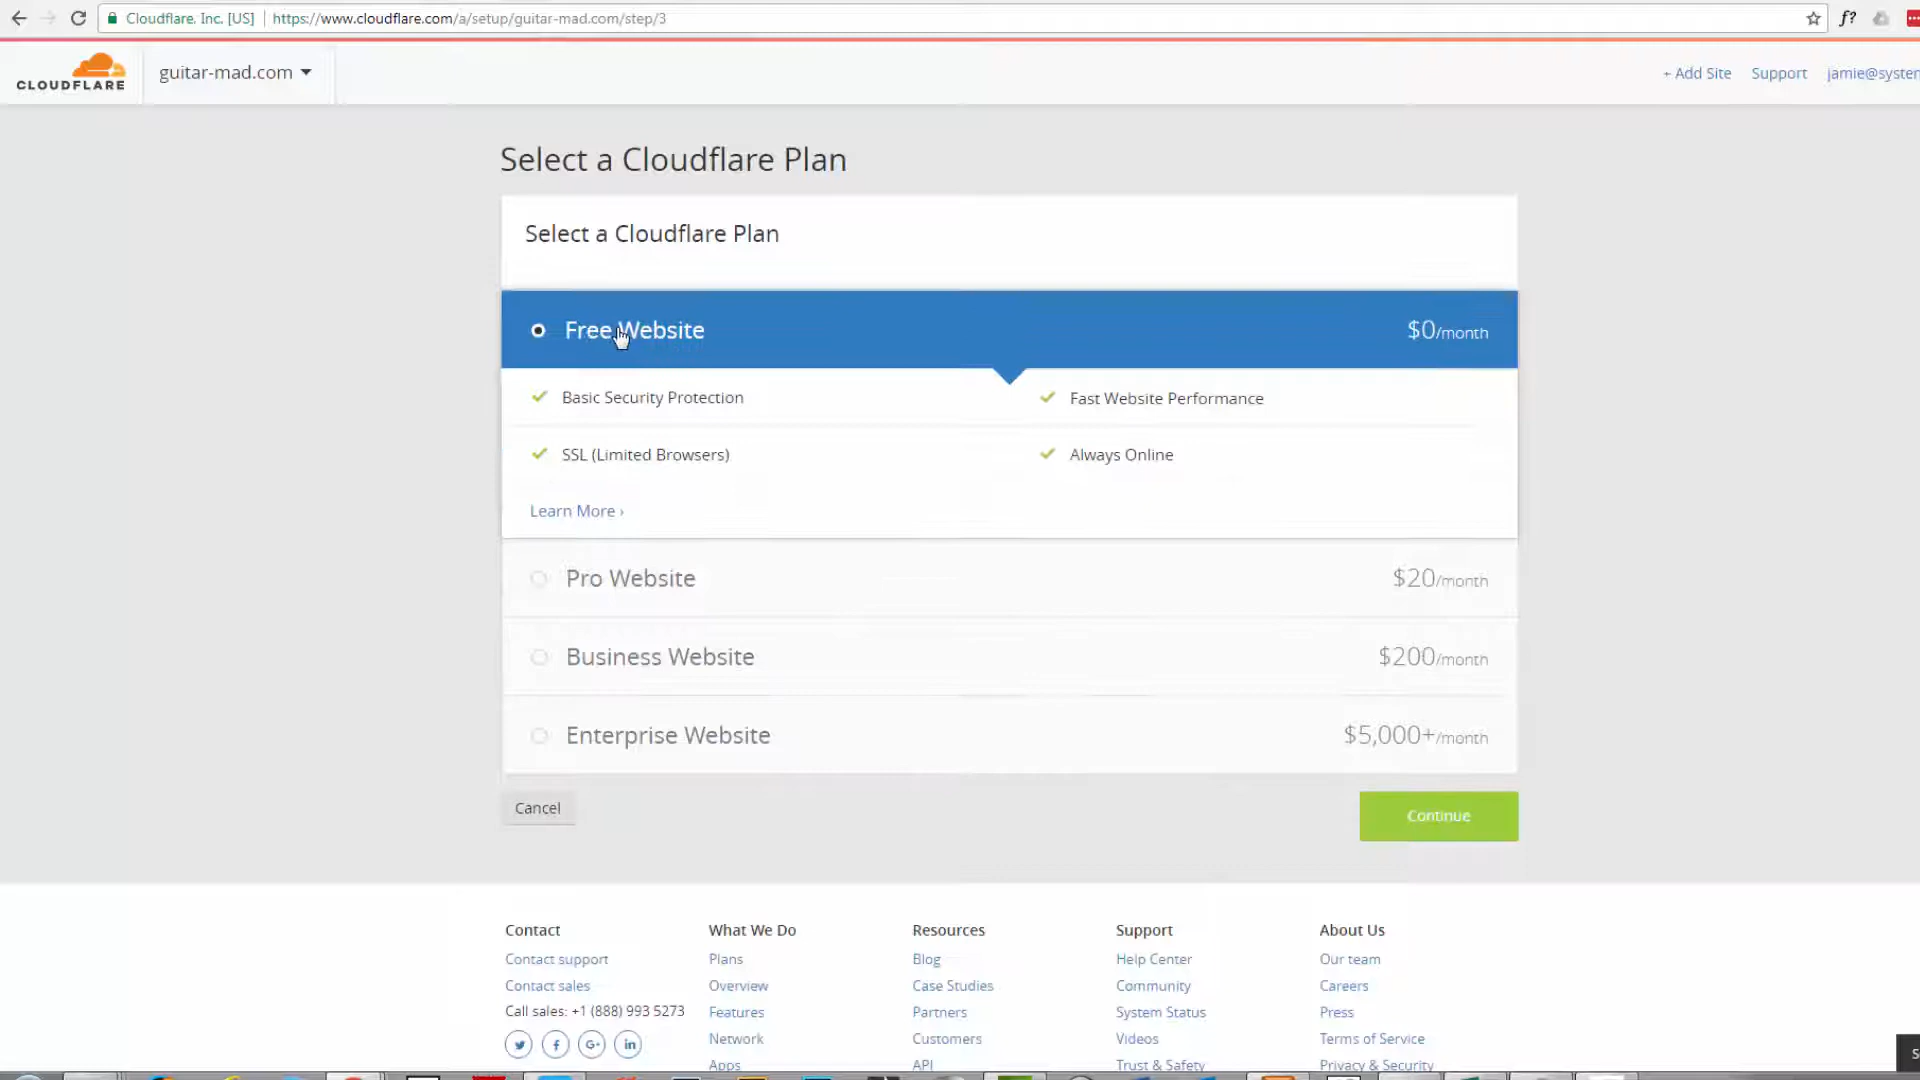 Cloudflare, Inc. [US] | https://www.cloudflare.com/a/setup/guitar-mad.com/step/3
f?
CLOUDFLARE
guitar-mad.com
+ Add Site Support jamie@system
Select a Cloudflare Plan
Select a Cloudflare Plan
Free Website $0/month
Basic Security Protection Fast Website Performance
SSL (Limited Browsers) Always Online
Learn More ›
Pro Website $20/month
Business Website $200/month
Enterprise Website $5,000+/month
Cancel Continue
Contact What We Do Resources Support About Us
Contact support Plans Blog Help Center Our team
Contact sales Overview Case Studies Community Careers
Call sales: +1 (888) 993 5273 Features Partners System Status Press
Network Customers Videos Terms of Service
Apps API Trust & Safety Privacy & Security